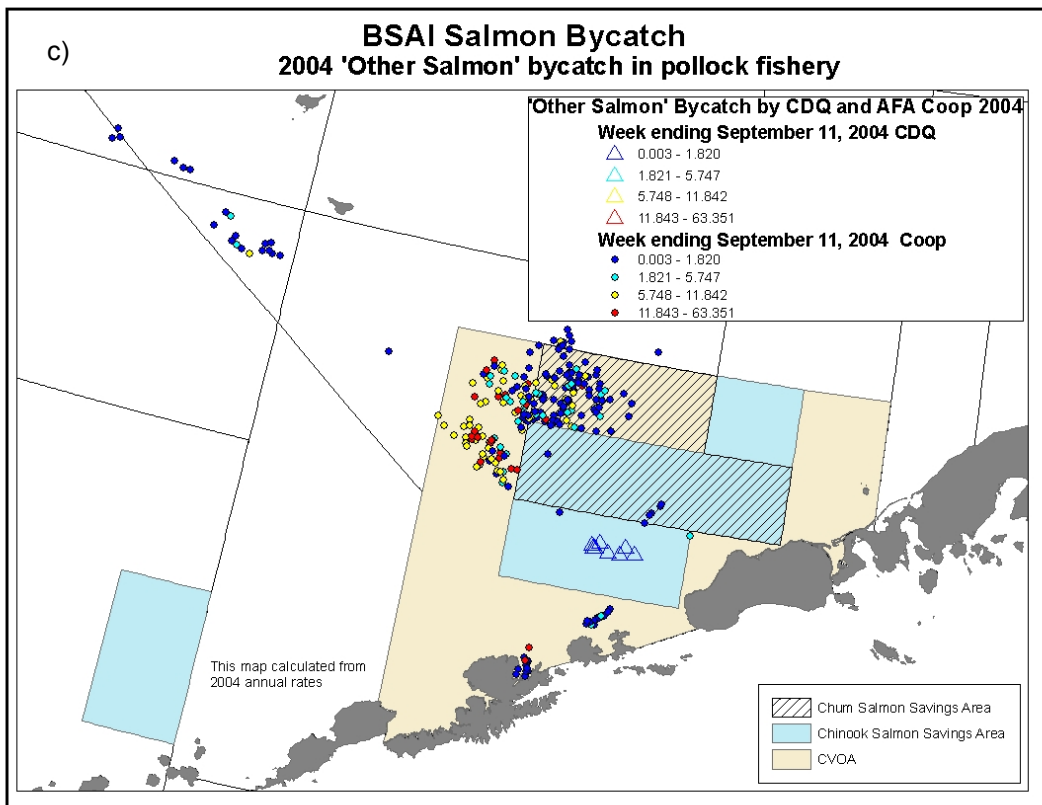 c)
BSAI Salmon Bycatch
2004 'Other Salmon' bycatch in pollock fishery
'Other Salmon' Bycatch by CDQ and AFA Coop 2004
Week ending September 11, 2004 CDQ
0.003 - 1.820
1.821 - 5.747
5.748 - 11.842
11.843 - 63.351
Week ending September 11, 2004 Coop
0.003 - 1.820
1.821 - 5.747
5.748 - 11.842
11.843 - 63.351
This map calculated from
2004 annual rates
Chum Salmon Savings Area
Chinook Salmon Savings Area
CVOA